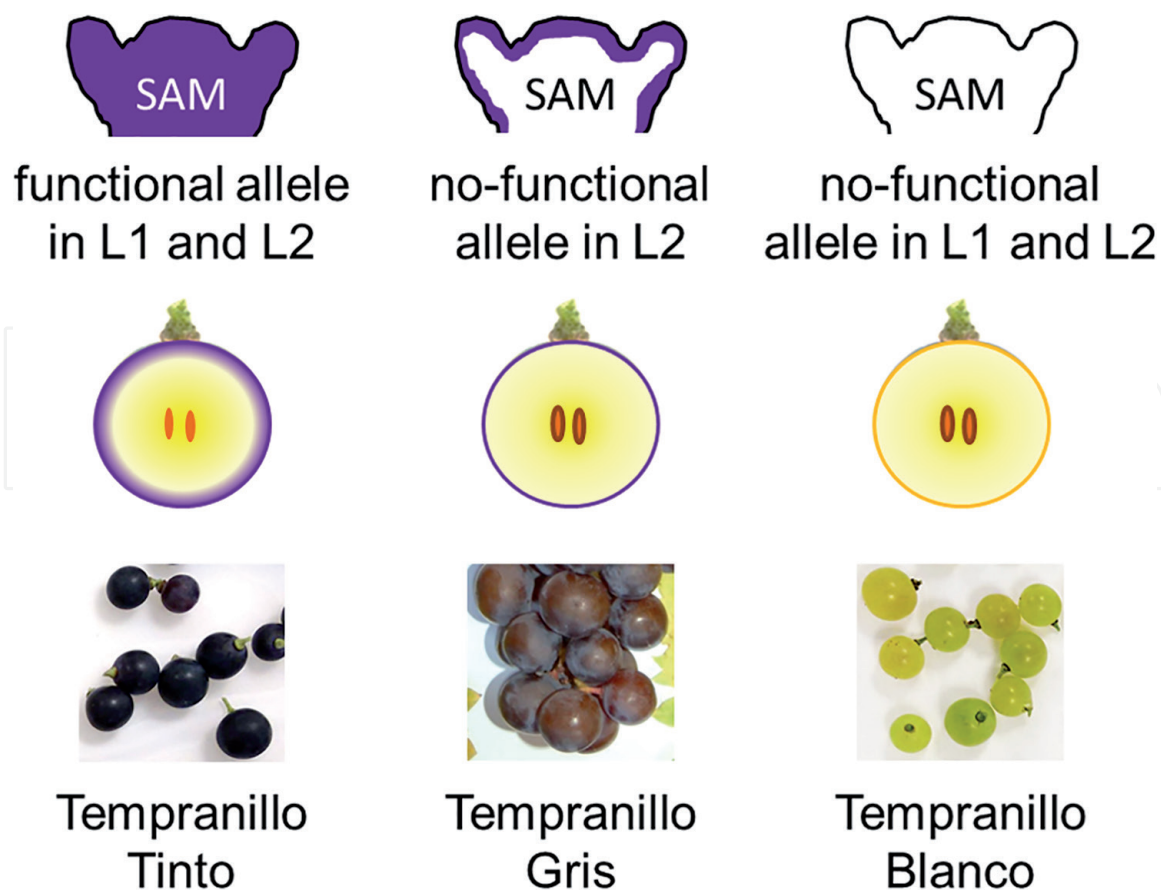 SAM SAM SAM
functional allele in L1 and L2
no-functional allele in L2
no-functional allele in L1 and L2
Tempranillo Tinto
Tempranillo Gris
Tempranillo Blanco